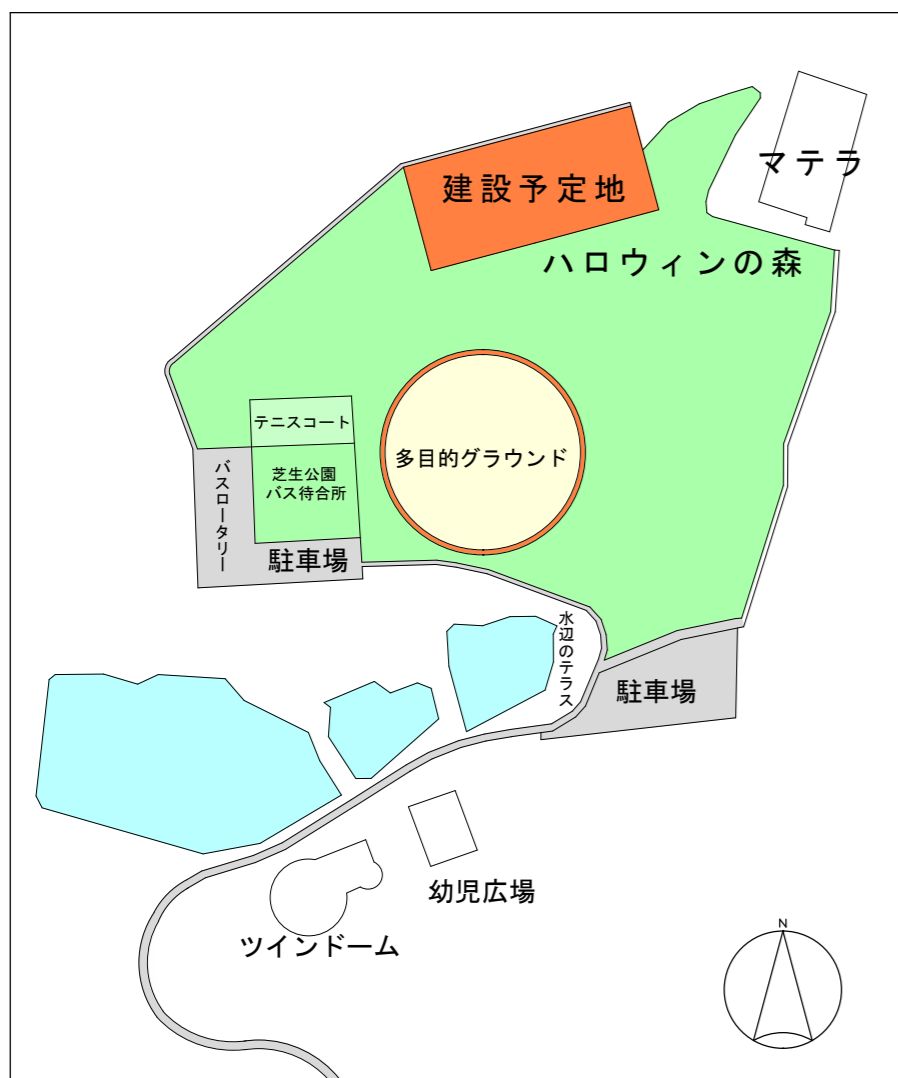 マテラ
建設予定地
ハロウィンの森
テニスコート
多目的グラウンド
芝生公園
バス待合所
バスロータリー
駐車場
水辺のテラス
駐車場
幼児広場
ツインドーム
N